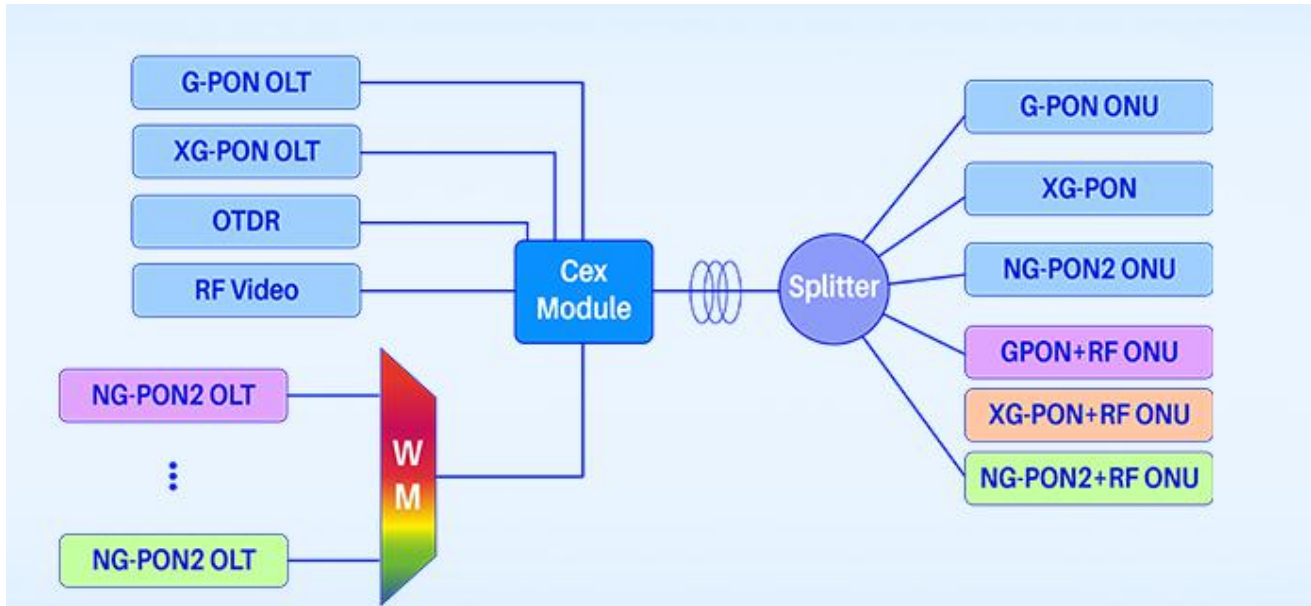 G-PON OLT
XG-PON OLT
OTDR
RF Video
NG-PON2 OLT
NG-PON2 OLT
W
M
Cex
Module
Splitter
G-PON ONU
XG-PON
NG-PON2 ONU
GPON+RF ONU
XG-PON+RF ONU
NG-PON2+RF ONU